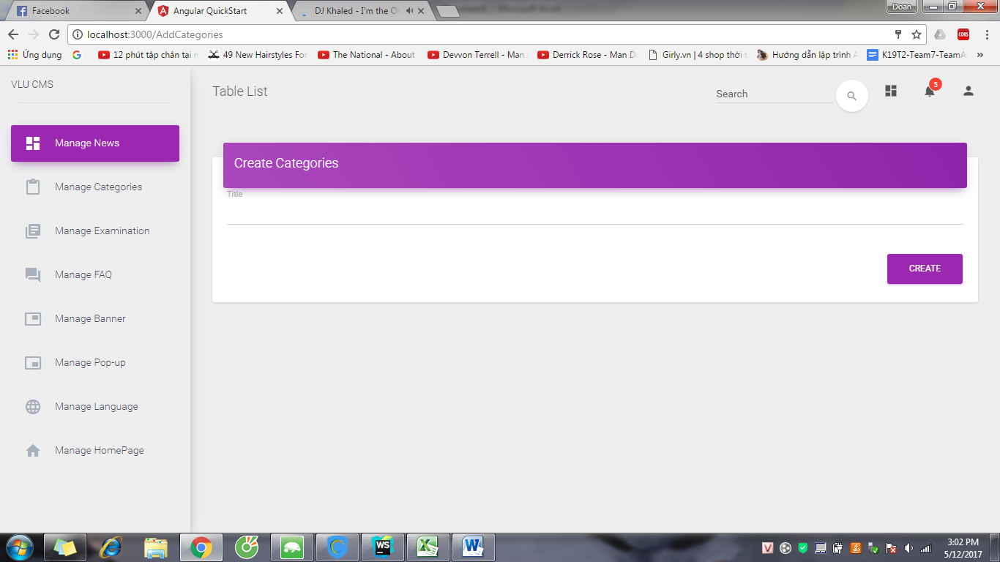 Facebook
Angular QuickStart
DJ Khaled - I'm the O
Doan
localhost:3000/AddCategories
CORS
Ứng dụng
12 phút tập chân tại n
49 New Hairstyles For
The National - About
Devvon Terrell - Man
Derrick Rose - Man D
Girly.vn | 4 shop thời t
Hướng dẫn lập trình A
K19T2-Team7-TeamA
»
VLU CMS
Table List
Search
5
Manage News
Manage Categories
Manage Examination
Manage FAQ
Manage Banner
Manage Pop-up
Manage Language
Manage HomePage
Create Categories
Title
CREATE
WS
3:02 PM
5/12/2017